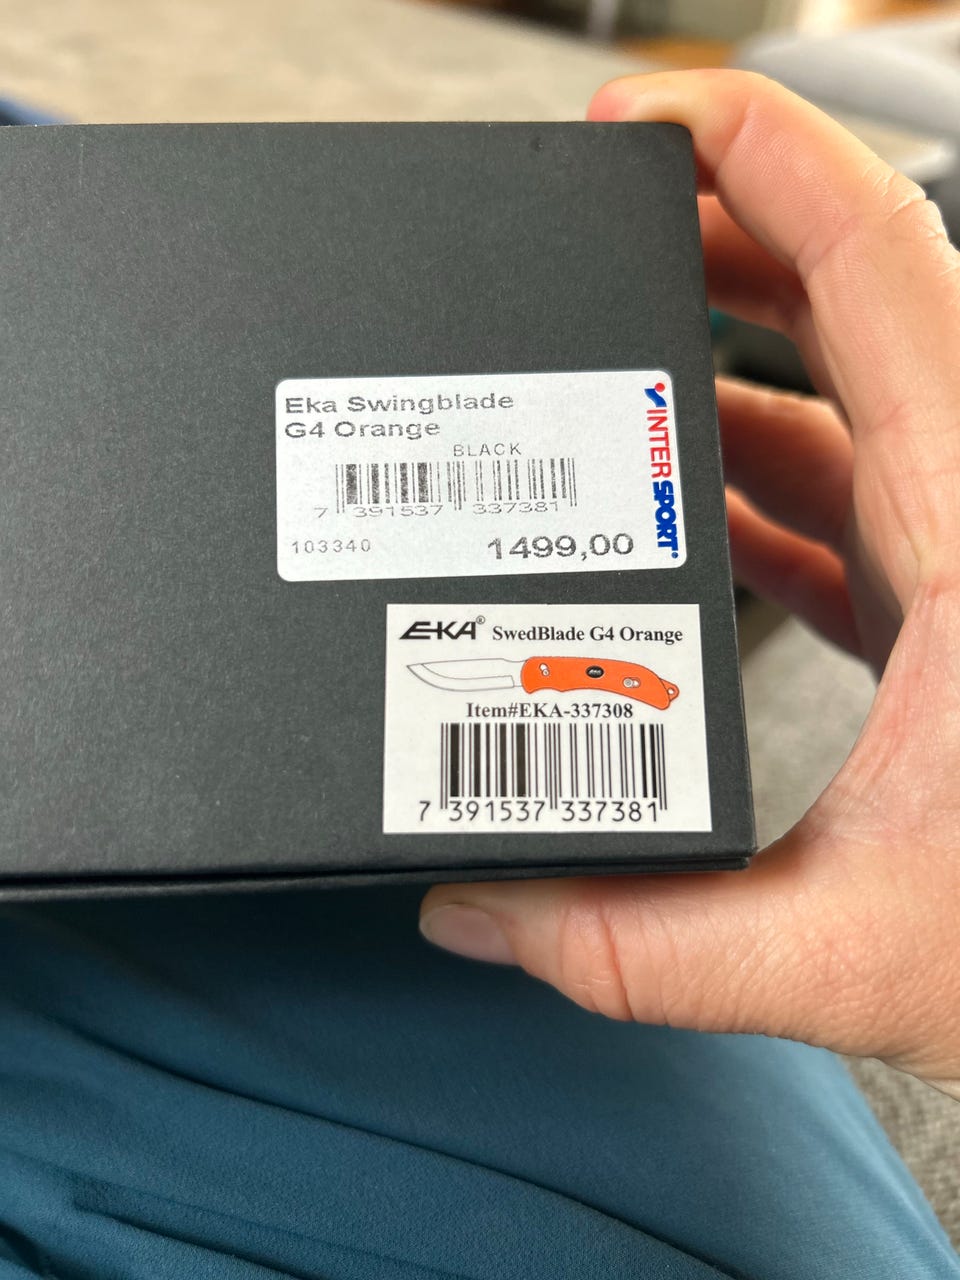 Eka Swingblade
G4 Orange
BLACK
7 391537 337381
103340
1499,00
INTERSPORT
EKA® SwedBlade G4 Orange
Item#EKA-337308
7 391537 337381